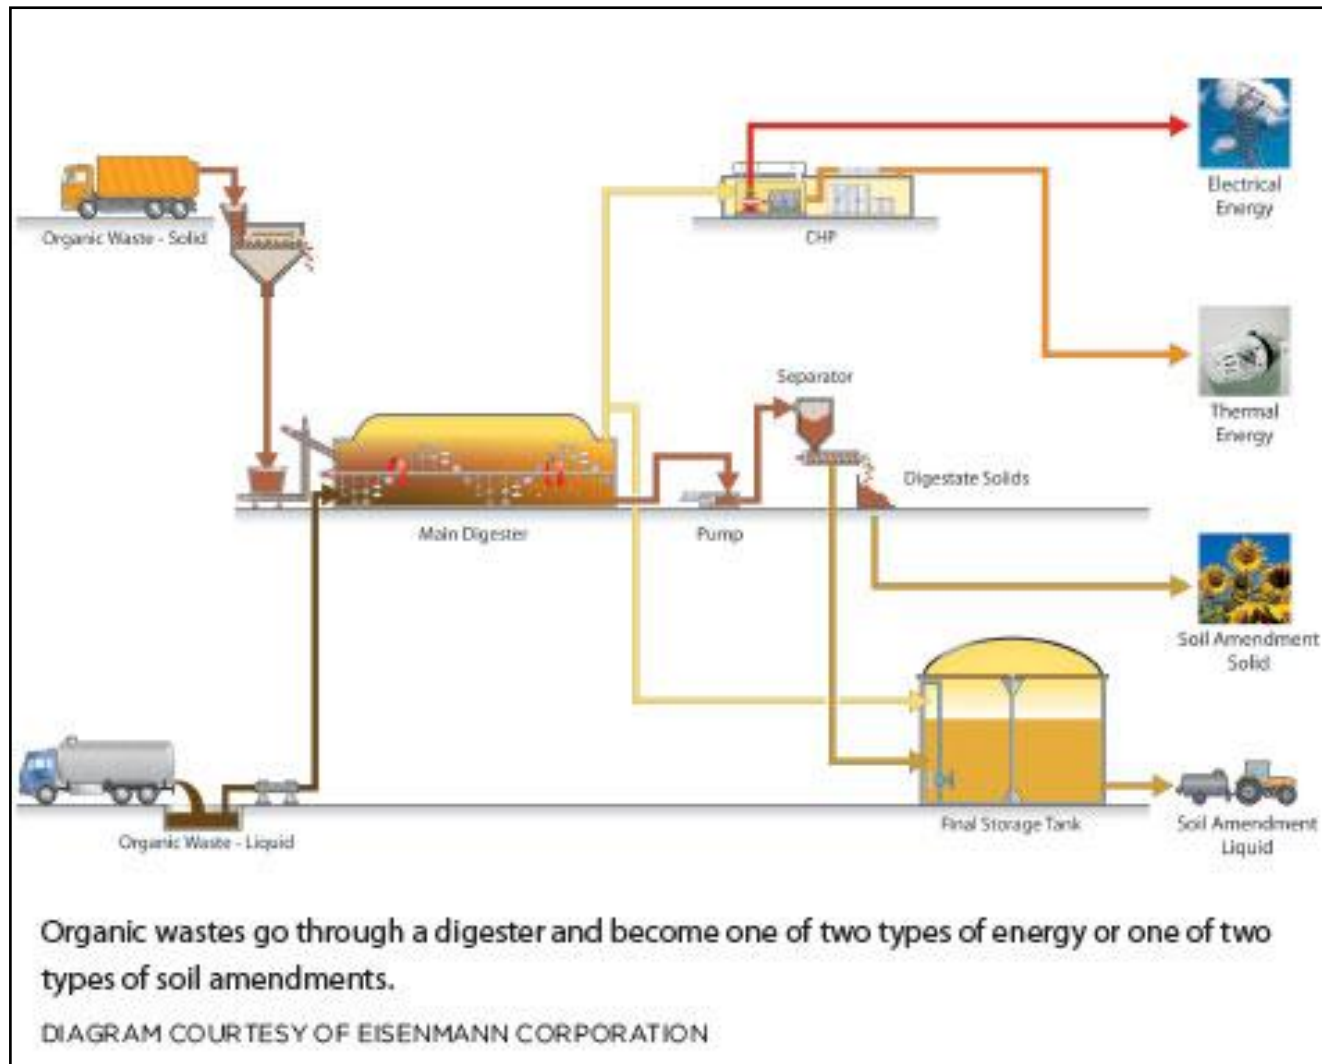 Electrical
Energy
Organic Waste - Solid
CHP
Separator
Thermal
Energy
Digestate Solids
Main Digester
Pump
Soil Amendment
Solid
Final Storage Tank
Organic Waste - Liquid
Soil Amendment
Liquid
Organic wastes go through a digester and become one of two types of energy or one of two
types of soil amendments.
DIAGRAM COURTESY OF EISENMANN CORPORATION